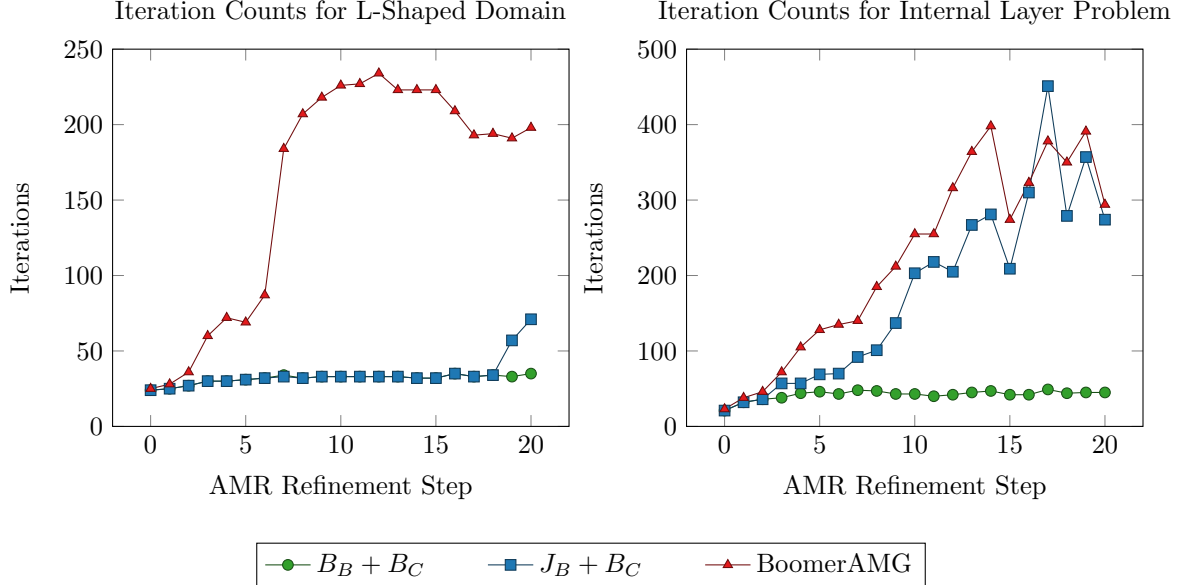 Iteration Counts for L-Shaped Domain
250
200
150
100
50
0
0 5 10 15 20
Iterations
AMR Refinement Step
Iteration Counts for Internal Layer Problem
500
400
300
200
100
0
0 5 10 15 20
Iterations
AMR Refinement Step
B_B + B_C J_B + B_C BoomerAMG